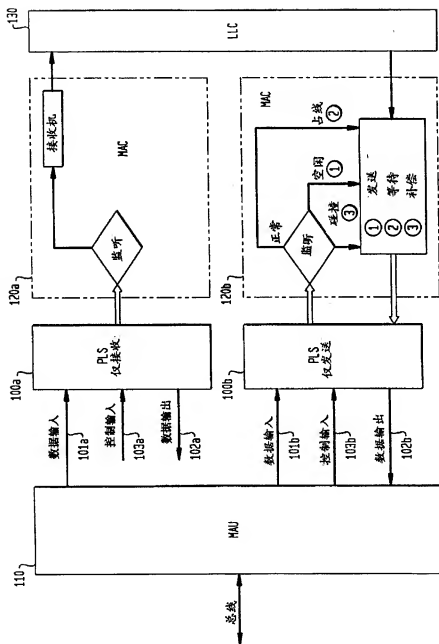 110
100a
120a
130
总线
MAU
数据输入
101a
控制输入
103a
数据输出
102a
PLS
仅接收
监听
接收机
MAC
LLC
100b
120b
数据输入
101b
控制输入
103b
数据输出
102b
PLS
仅发送
MAC
正常
监听
占线 ②
空闲 ①
碰撞 ③
① 发送
② 等待
③ 补偿